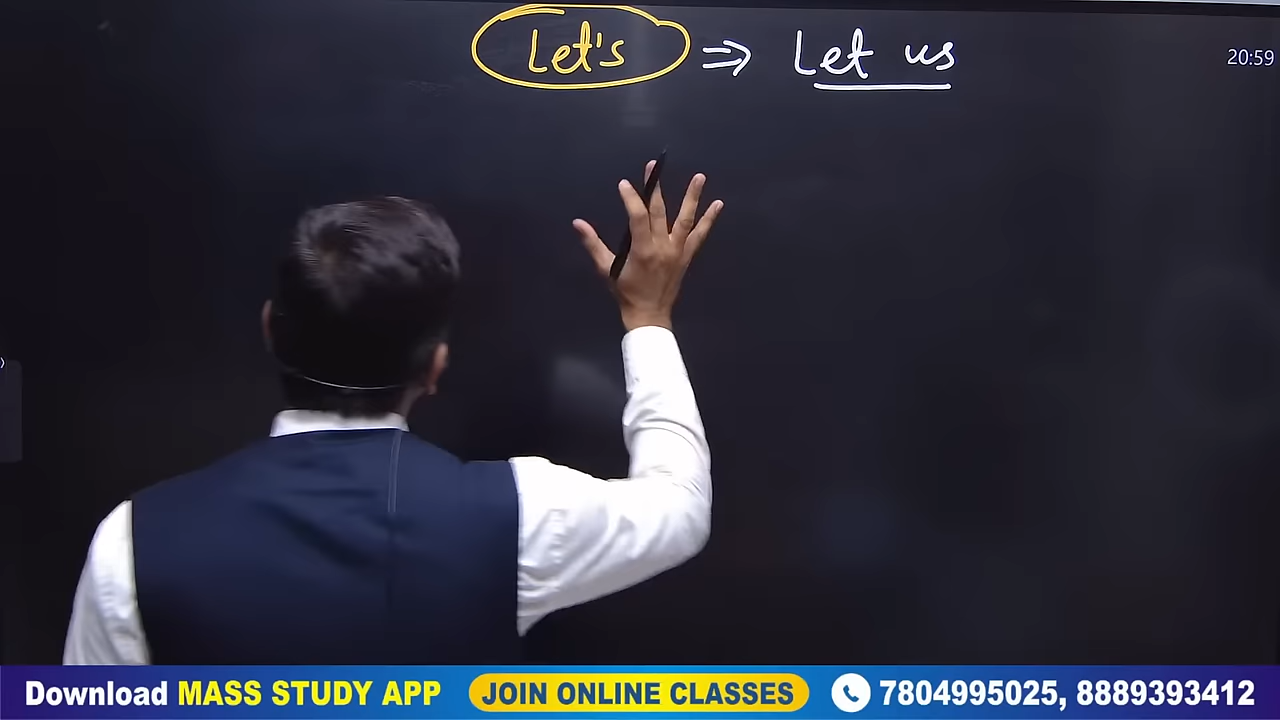 Let's ⇒ Let us
20:59
Download MASS STUDY APP JOIN ONLINE CLASSES 7804995025, 8889393412